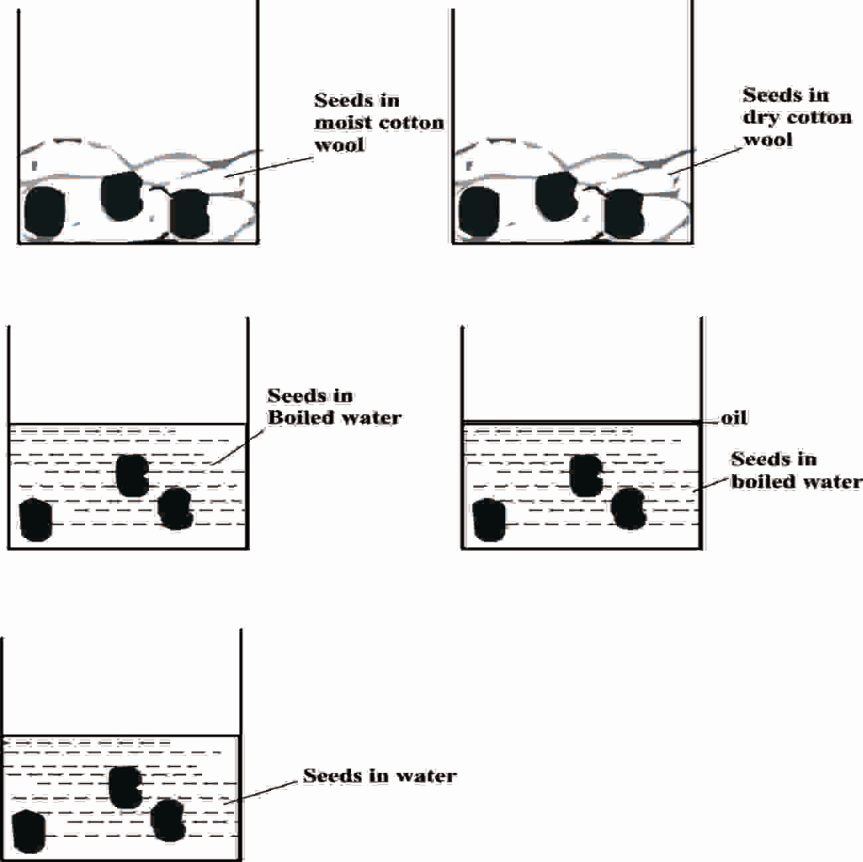 Seeds in
moist cotton
wool
Seeds in
dry cotton
wool
Seeds in
Boiled water
oil
Seeds in
boiled water
Seeds in water